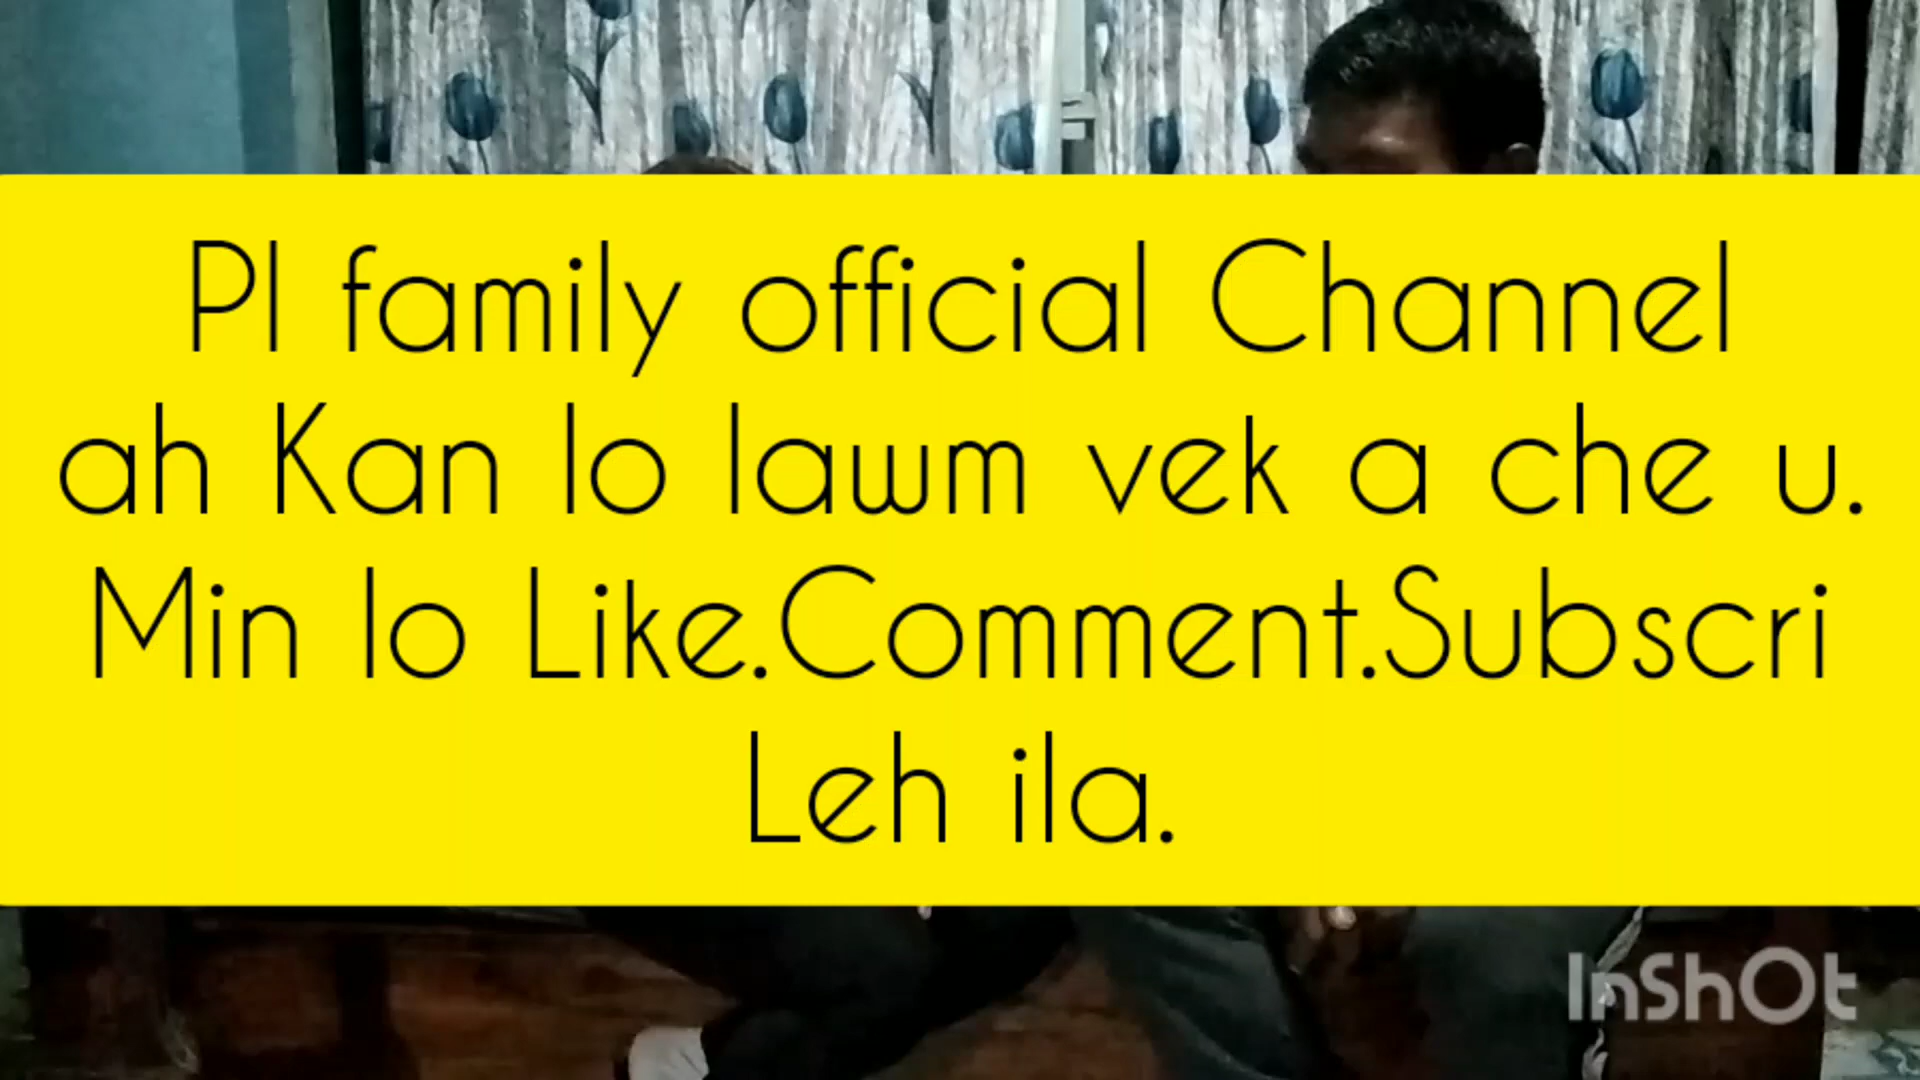 Pl family official Channel
ah Kan lo lawm vek a che u.
Min lo Like.Comment.Subscri
Leh ila.
InShOt